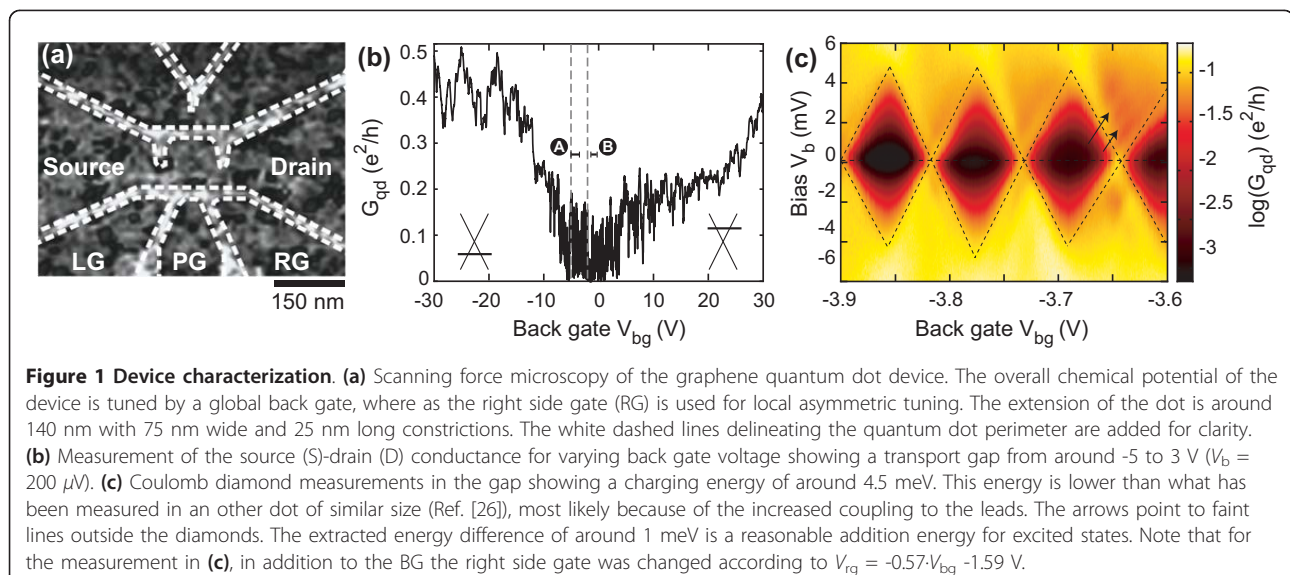 (a)
Source
Drain
LG
PG
RG
150 nm
(b)
0.5
0.4
0.3
0.2
0.1
0
G_qd (e²/h)
A
B
-30
-20
-10
0
10
20
30
Back gate V_bg (V)
(c)
6
4
2
0
-2
-4
-6
Bias V_b (mV)
-3.9
-3.8
-3.7
-3.6
Back gate V_bg (V)
-1
-1.5
-2
-2.5
-3
log(G_qd) (e²/h)
Figure 1 Device characterization. (a) Scanning force microscopy of the graphene quantum dot device. The overall chemical potential of the
device is tuned by a global back gate, where as the right side gate (RG) is used for local asymmetric tuning. The extension of the dot is around
140 nm with 75 nm wide and 25 nm long constrictions. The white dashed lines delineating the quantum dot perimeter are added for clarity.
(b) Measurement of the source (S)-drain (D) conductance for varying back gate voltage showing a transport gap from around -5 to 3 V (V_b =
200 μV). (c) Coulomb diamond measurements in the gap showing a charging energy of around 4.5 meV. This energy is lower than what has
been measured in an other dot of similar size (Ref. [26]), most likely because of the increased coupling to the leads. The arrows point to faint
lines outside the diamonds. The extracted energy difference of around 1 meV is a reasonable addition energy for excited states. Note that for
the measurement in (c), in addition to the BG the right side gate was changed according to V_rg = -0.57·V_bg -1.59 V.